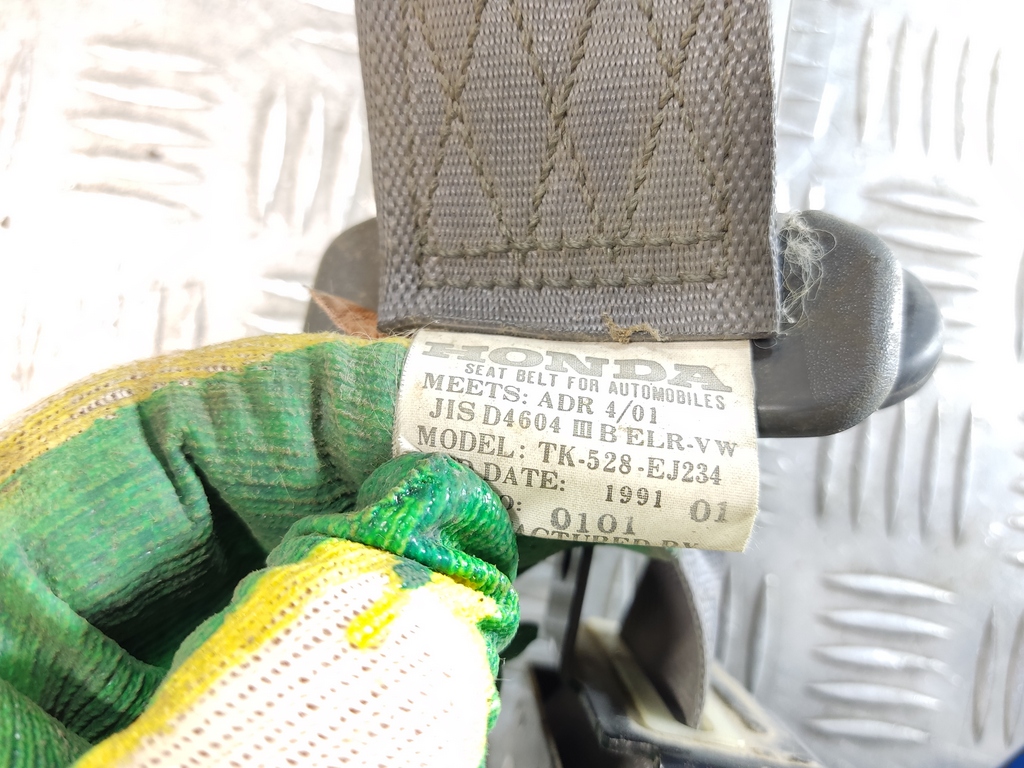 HONDA
SEAT BELT FOR AUTOMOBILES
MEETS: ADR 4/01
JIS D4604 Ⅲ B ELR-VW
MODEL: TK-528-EJ234
DATE: 1991 01
0101